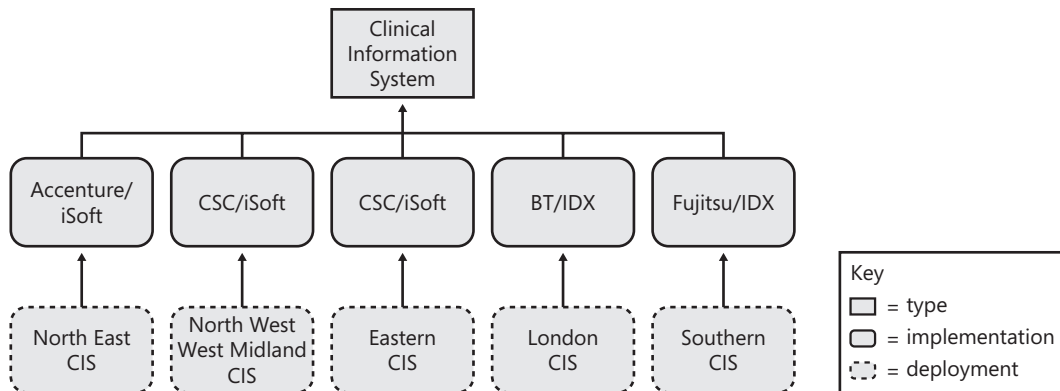 Clinical
Information
System
Accenture/
iSoft
CSC/iSoft
CSC/iSoft
BT/IDX
Fujitsu/IDX
North East
CIS
North West
West Midland
CIS
Eastern
CIS
London
CIS
Southern
CIS
Key
= type
= implementation
= deployment